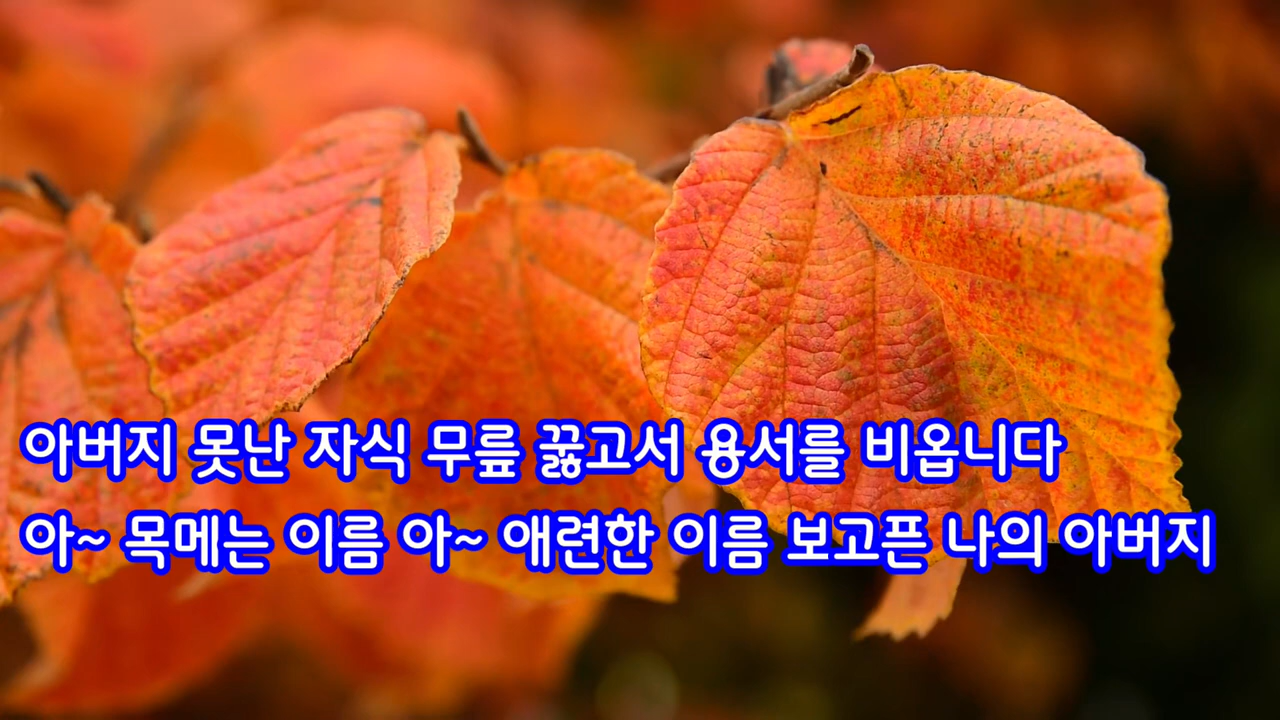 아버지 못난 자식 무릎 꿇고서 용서를 비옵니다
아~ 목메는 이름 아~ 애련한 이름 보고픈 나의 아버지